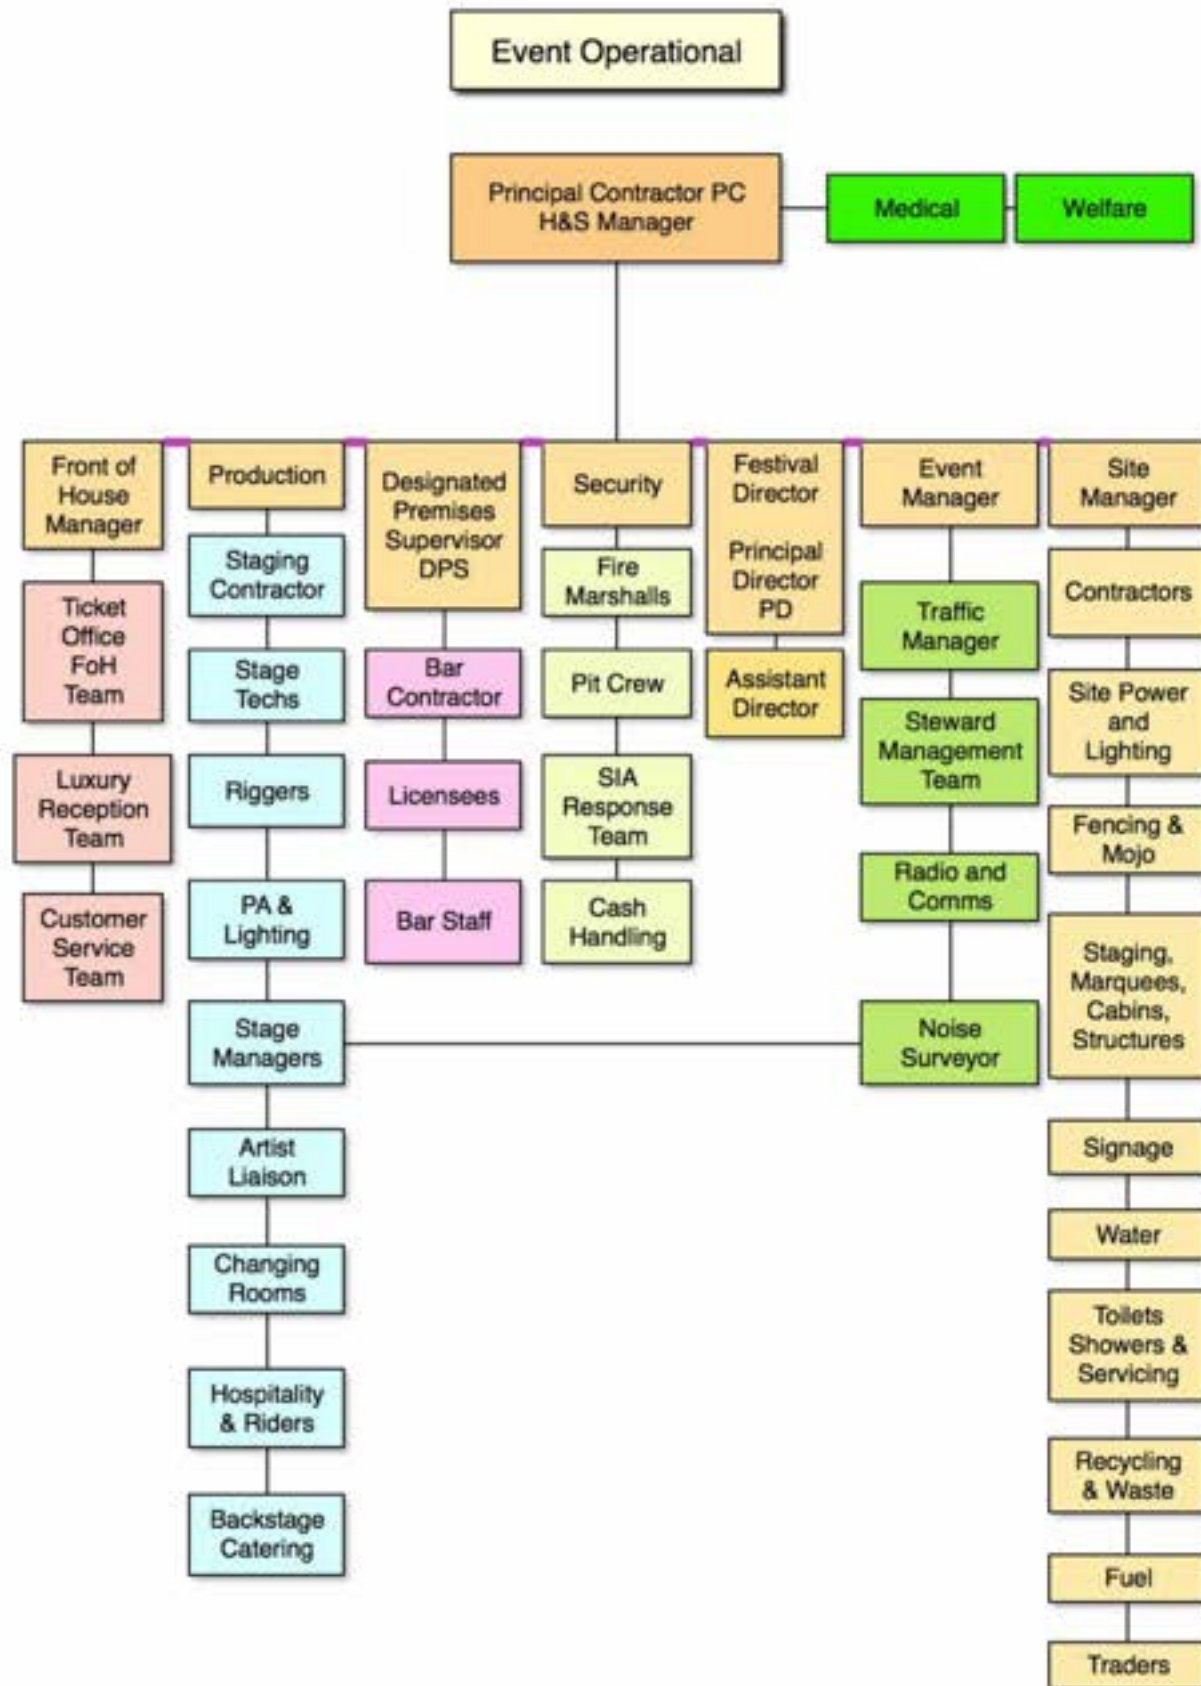 Event Operational
Principal Contractor PC
H&S Manager
Medical
Welfare
Front of
House
Manager
Ticket
Office
FoH
Team
Luxury
Reception
Team
Customer
Service
Team
Production
Staging
Contractor
Stage
Techs
Riggers
PA &
Lighting
Stage
Managers
Artist
Liaison
Changing
Rooms
Hospitality
& Riders
Backstage
Catering
Designated
Premises
Supervisor
DPS
Bar
Contractor
Licensees
Bar Staff
Security
Fire
Marshalls
Pit Crew
SIA
Response
Team
Cash
Handling
Festival
Director
Principal
Director
PD
Assistant
Director
Event
Manager
Traffic
Manager
Steward
Management
Team
Radio and
Comms
Noise
Surveyor
Site
Manager
Contractors
Site Power
and
Lighting
Fencing &
Mojo
Staging,
Marquees,
Cabins,
Structures
Signage
Water
Toilets
Showers &
Servicing
Recycling
& Waste
Fuel
Traders